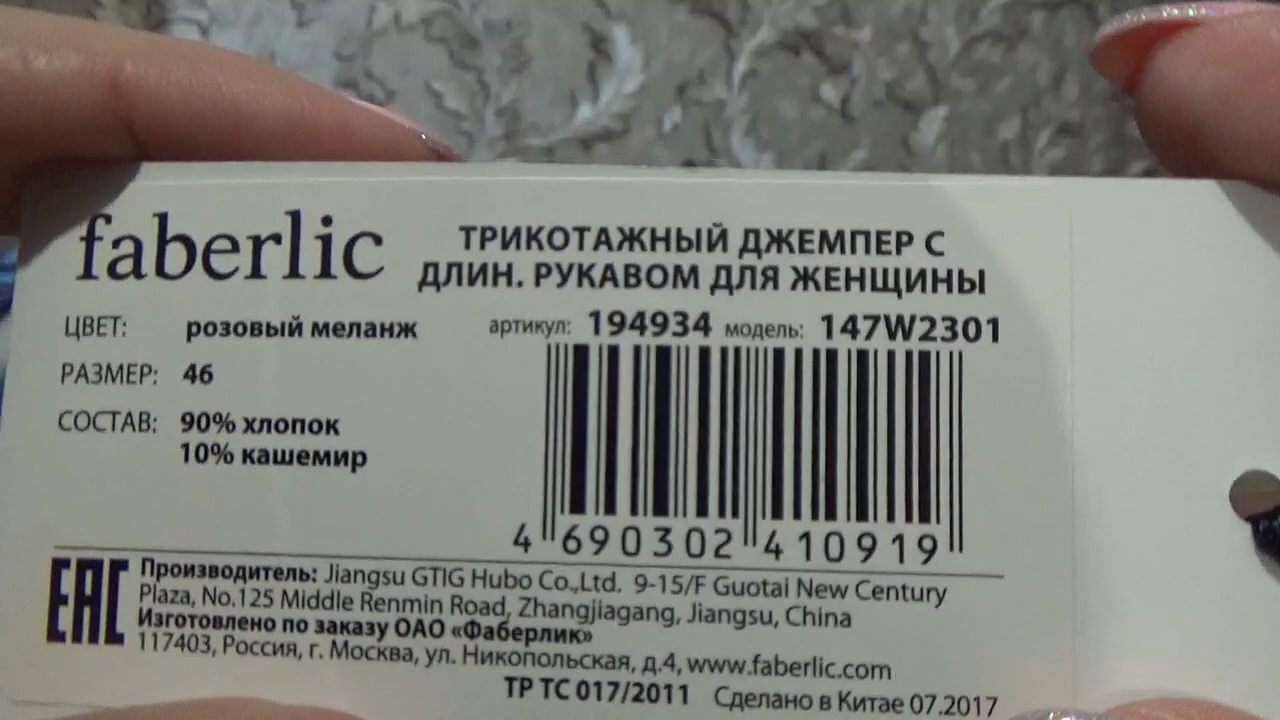 faberlic
ТРИКОТАЖНЫЙ ДЖЕМПЕР С
ДЛИН. РУКАВОМ ДЛЯ ЖЕНЩИНЫ
ЦВЕТ: розовый меланж
артикул: 194934 модель: 147W2301
РАЗМЕР: 46
СОСТАВ: 90% хлопок
10% кашемир
4 690302 410919
EAC
Производитель: Jiangsu GTIG Hubo Co.,Ltd. 9-15/F Guotai New Century
Plaza, No.125 Middle Renmin Road, Zhangjiagang, Jiangsu, China
Изготовлено по заказу ОАО «Фаберлик»
117403, Россия, г. Москва, ул. Никопольская, д.4, www.faberlic.com
ТР ТС 017/2011 Сделано в Китае 07.2017